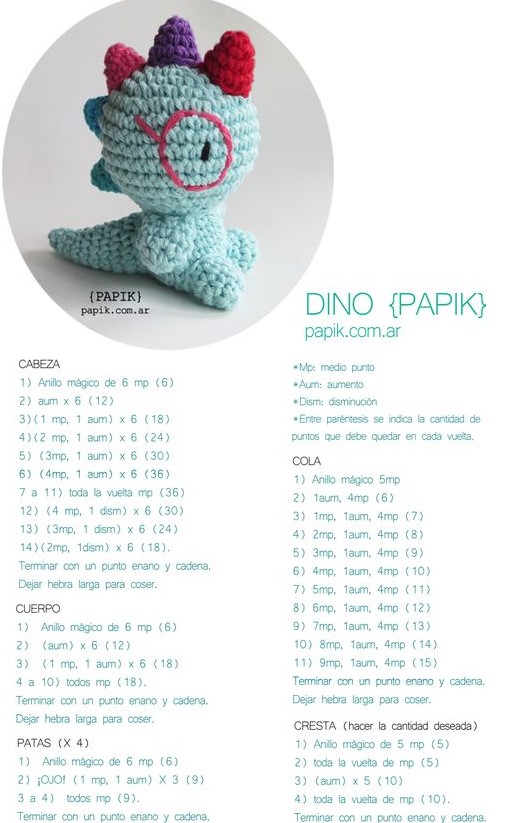 {PAPIK}
papik.com.ar
DINO {PAPIK}
papik.com.ar
CABEZA
1) Anillo mágico de 6 mp (6)
2) aum x 6 (12)
3)(1 mp, 1 aum) x 6 (18)
4)(2 mp, 1 aum) x 6 (24)
5) (3mp, 1 aum) x 6 (30)
6) (4mp, 1 aum) x 6 (36)
7 a 11) toda la vuelta mp (36)
12) (4 mp, 1 dism) x 6 (30)
13) (3mp, 1 dism) x 6 (24)
14)(2mp, 1dism) x 6 (18).
Terminar con un punto enano y cadena.
Dejar hebra larga para coser.
CUERPO
1) Anillo mágico de 6 mp (6)
2) (aum) x 6 (12)
3) (1 mp, 1 aum) x 6 (18)
4 a 10) todos mp (18).
Terminar con un punto enano y cadena.
Dejar hebra larga para coser.
PATAS (X 4)
1) Anillo mágico de 6 mp (6)
2) ¡OJO! (1 mp, 1 aum) X 3 (9)
3 a 4) todos mp (9).
Terminar con un punto enano y cadena.
*Mp: medio punto
*Aum: aumento
*Dism: disminución
*Entre paréntesis se indica la cantidad de
puntos que debe quedar en cada vuelta.
COLA
1) Anillo mágico 5mp
2) 1aum, 4mp (6)
3) 1mp, 1aum, 4mp (7)
4) 2mp, 1aum, 4mp (8)
5) 3mp, 1aum, 4mp (9)
6) 4mp, 1aum, 4mp (10)
7) 5mp, 1aum, 4mp (11)
8) 6mp, 1aum, 4mp (12)
9) 7mp, 1aum, 4mp (13)
10) 8mp, 1aum, 4mp (14)
11) 9mp, 1aum, 4mp (15)
Terminar con un punto enano y cadena.
Dejar hebra larga para coser.
CRESTA (hacer la cantidad deseada)
1) Anillo mágico de 5 mp (5)
2) toda la vuelta de mp (5)
3) (aum) x 5 (10)
4) toda la vuelta de mp (10).
Terminar con un punto enano y cadena.